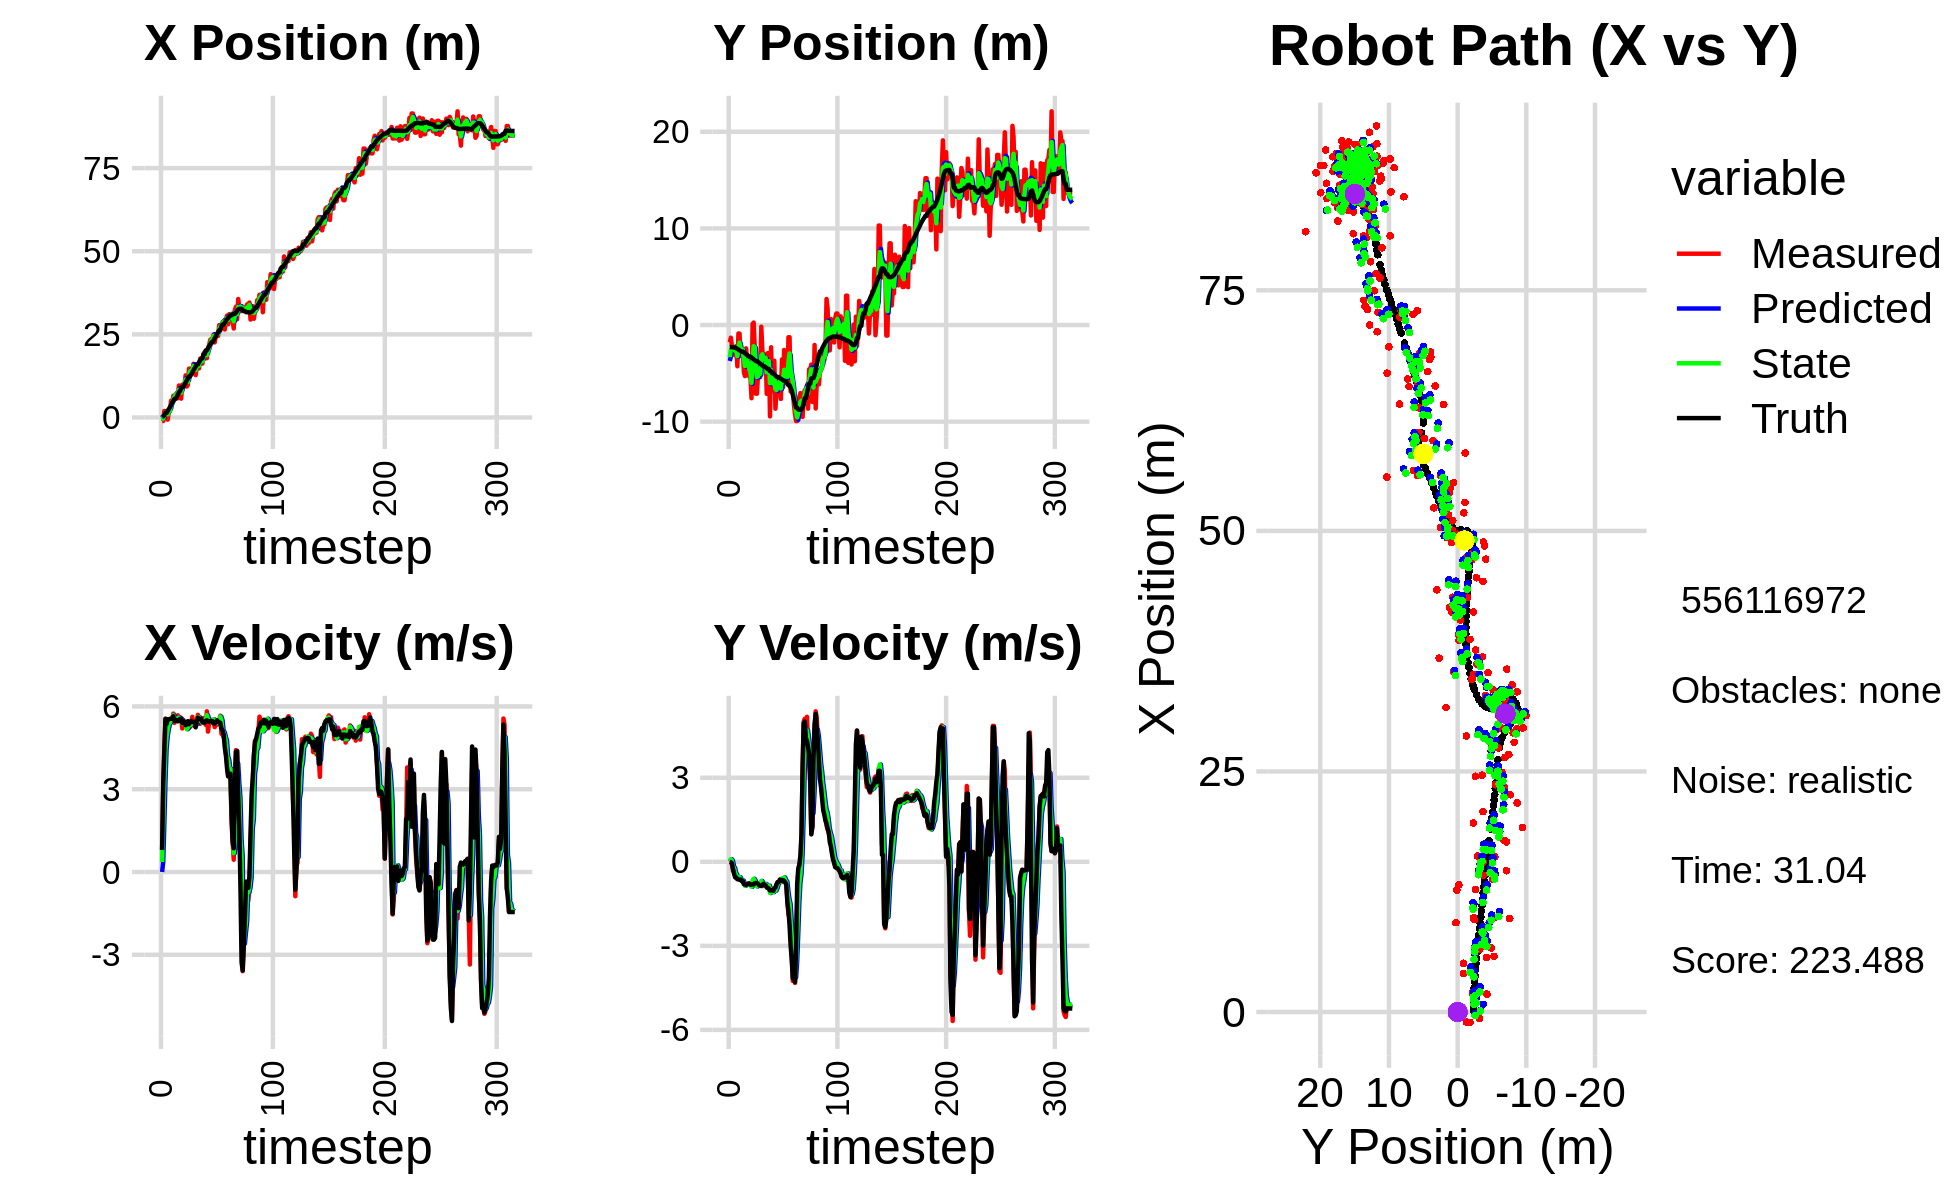 X Position (m)
75
50
25
0
0
100
200
300
timestep
Y Position (m)
20
10
0
-10
0
100
200
300
timestep
X Velocity (m/s)
6
3
0
-3
0
100
200
300
timestep
Y Velocity (m/s)
3
0
-3
-6
0
100
200
300
timestep
Robot Path (X vs Y)
X Position (m)
75
50
25
0
20 10 0 -10 -20
Y Position (m)
variable
Measured
Predicted
State
Truth
556116972
Obstacles: none
Noise: realistic
Time: 31.04
Score: 223.488